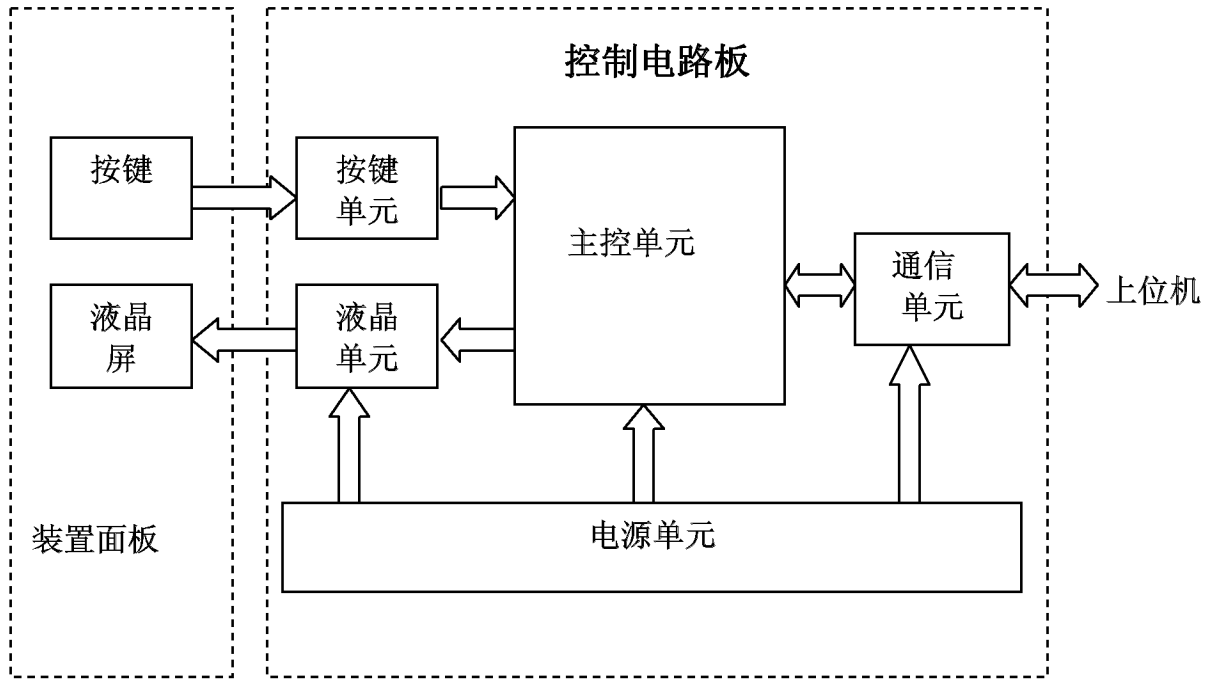 控制电路板
按键
按键
单元
主控单元
通信
单元
上位机
液晶
屏
液晶
单元
装置面板
电源单元